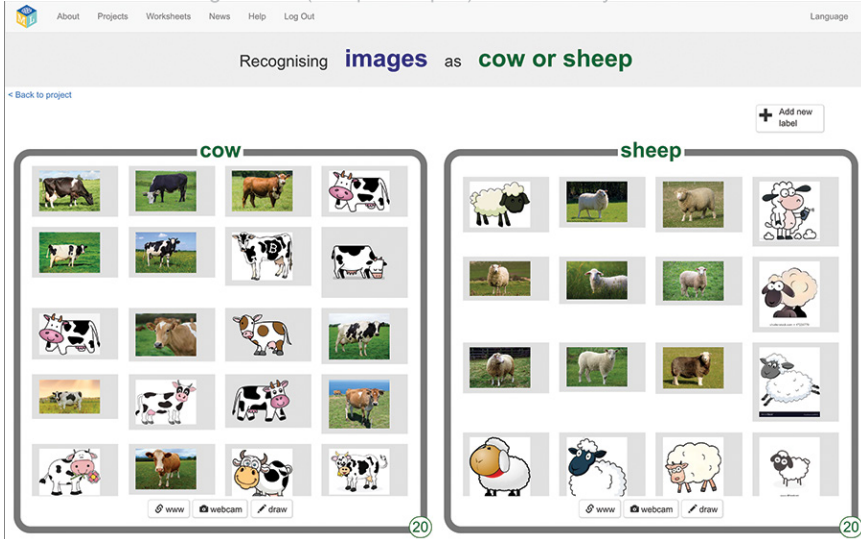 About Projects Worksheets News Help Log Out Language
Recognising images as cow or sheep
< Back to project
Add new
label
cow
B
www webcam draw
20
sheep
www webcam draw
20